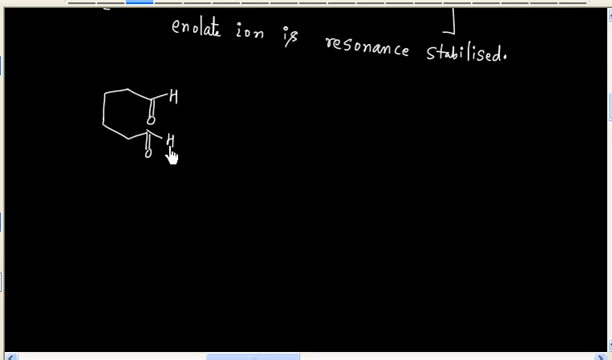 enolate ion is resonance stabilised.
H
O
H
O